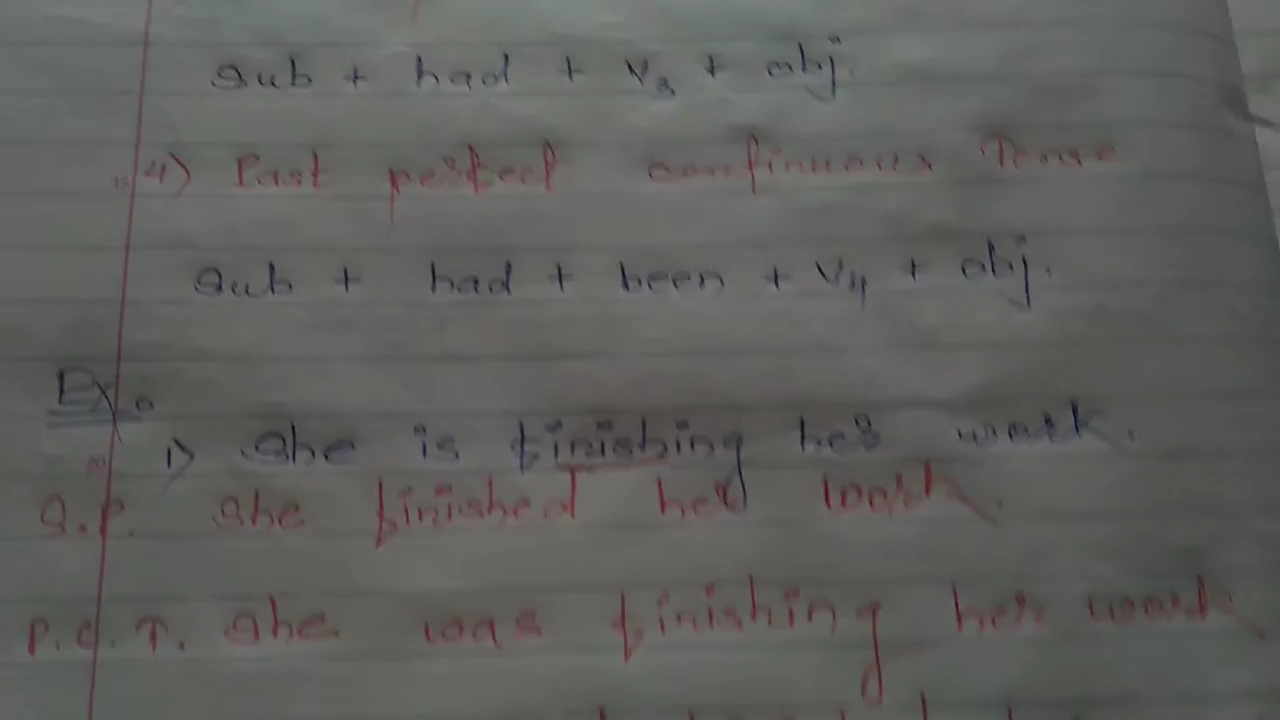 Sub + had + V3 + obj.
4) Past perfect continuous Tense
Sub + had + been + V4 + obj.
Ex.
1) She is finishing her work.
S.P. She finished her work.
P.C.T. She was finishing her work